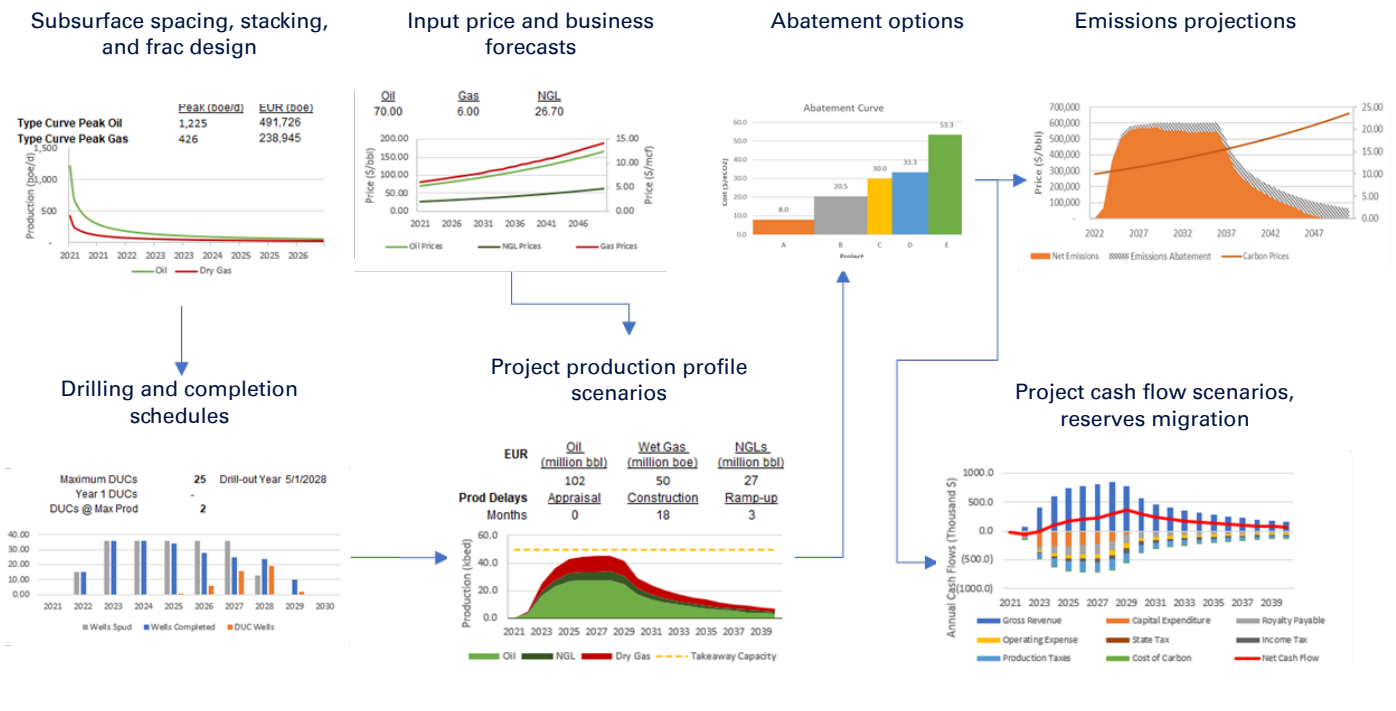 Subsurface spacing, stacking,
and frac design
Input price and business
forecasts
Abatement options
Emissions projections
Peak (boe/d) EUR (boe)
Type Curve Peak Oil 1,225 491,726
Type Curve Peak Gas 426 238,945
1,500
1,000
500
-
Production (boe/d)
2021 2021 2022 2023 2023 2024 2025 2025 2026
Oil Dry Gas
Oil Gas NGL
70.00 6.00 26.70
200.00
150.00
100.00
50.00
0.00
Price ($/bbl)
15.00
10.00
5.00
0.00
Price ($/mcf)
2021 2026 2031 2036 2041 2046
Oil Prices NGL Prices Gas Prices
Abatement Curve
60.0
50.0
40.0
30.0
20.0
10.0
0.0
8.0
20.5
30.0
33.3
53.3
A B C D E
Project
700,000
600,000
500,000
400,000
300,000
200,000
100,000
-
Price ($/bbl)
25.00
20.00
15.00
10.00
5.00
0.00
2022 2027 2032 2037 2042 2047
Net Emissions Emissions Abatement Carbon Prices
Drilling and completion
schedules
Project production profile
scenarios
Project cash flow scenarios,
reserves migration
Maximum DUCs 25 Drill-out Year 5/1/2028
Year 1 DUCs -
DUCs @ Max Prod 2
40.00
30.00
20.00
10.00
0.00
2021 2022 2023 2024 2025 2026 2027 2028 2029 2030
Wells Spud Wells Completed DUC Wells
EUR Oil Wet Gas NGLs
(million bbl) (million boe) (million bbl)
102 50 27
Prod Delays Appraisal Construction Ramp-up
Months 0 18 3
60.0
40.0
20.0
0.0
Production (kbed)
2021 2023 2025 2027 2029 2031 2033 2035 2037 2039
Oil NGL Dry Gas Takeaway Capacity
1000.0
500.0
0.0
(500.0)
(1000.0)
Annual Cash Flows (Thousand $)
2021 2023 2025 2027 2029 2031 2033 2035 2037 2039
Gross Revenue Capital Expenditure Royalty Payable
Operating Expense State Tax Income Tax
Production Taxes Cost of Carbon Net Cash Flow